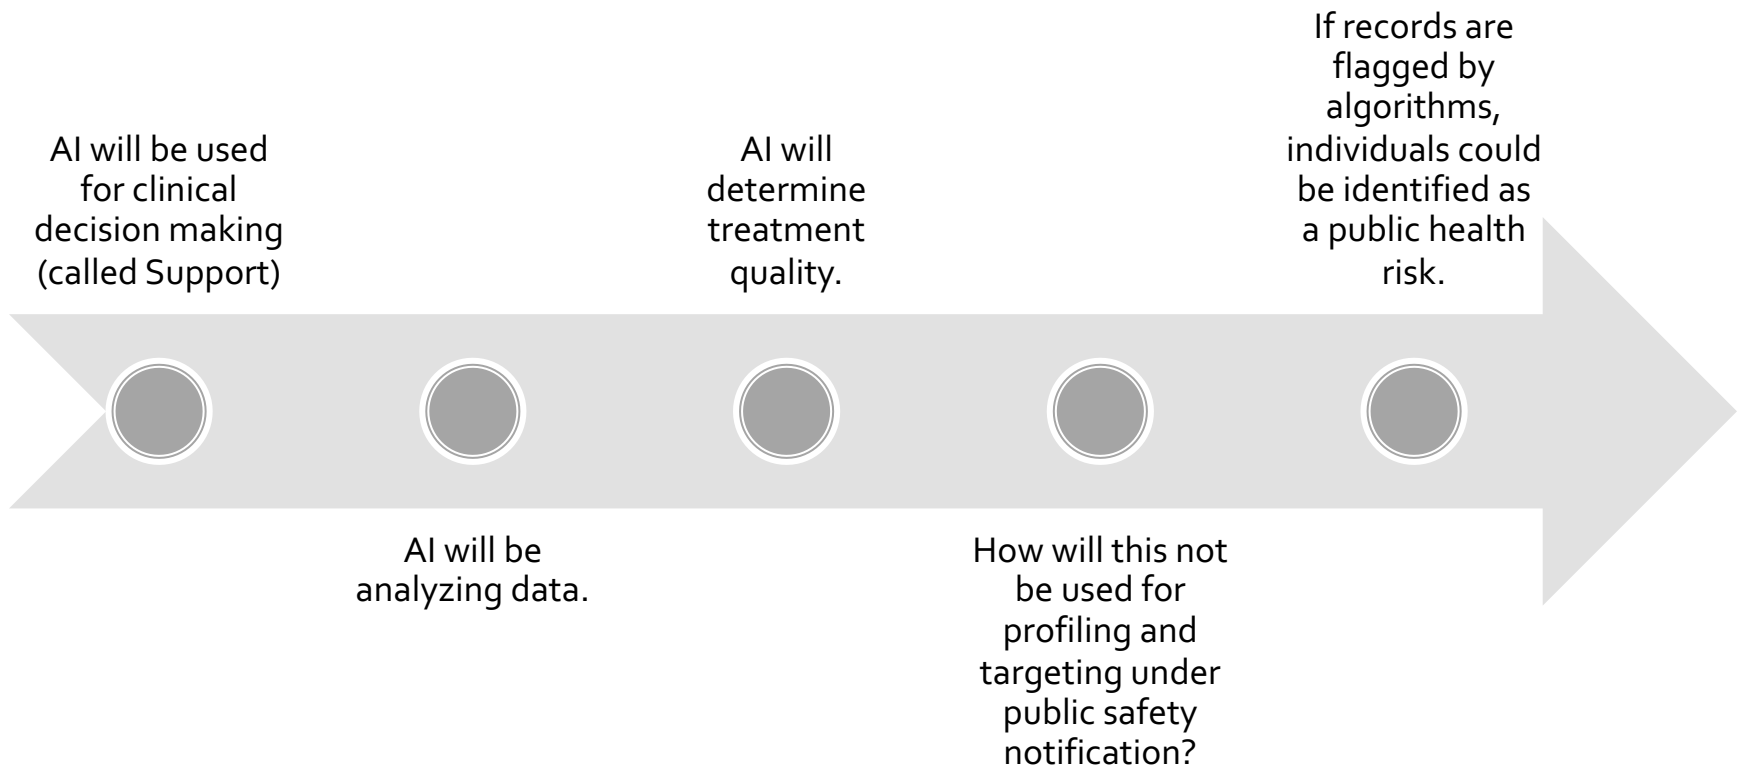 AI will be used
for clinical
decision making
(called Support)
AI will be
analyzing data.
AI will
determine
treatment
quality.
How will this not
be used for
profiling and
targeting under
public safety
notification?
If records are
flagged by
algorithms,
individuals could
be identified as
a public health
risk.